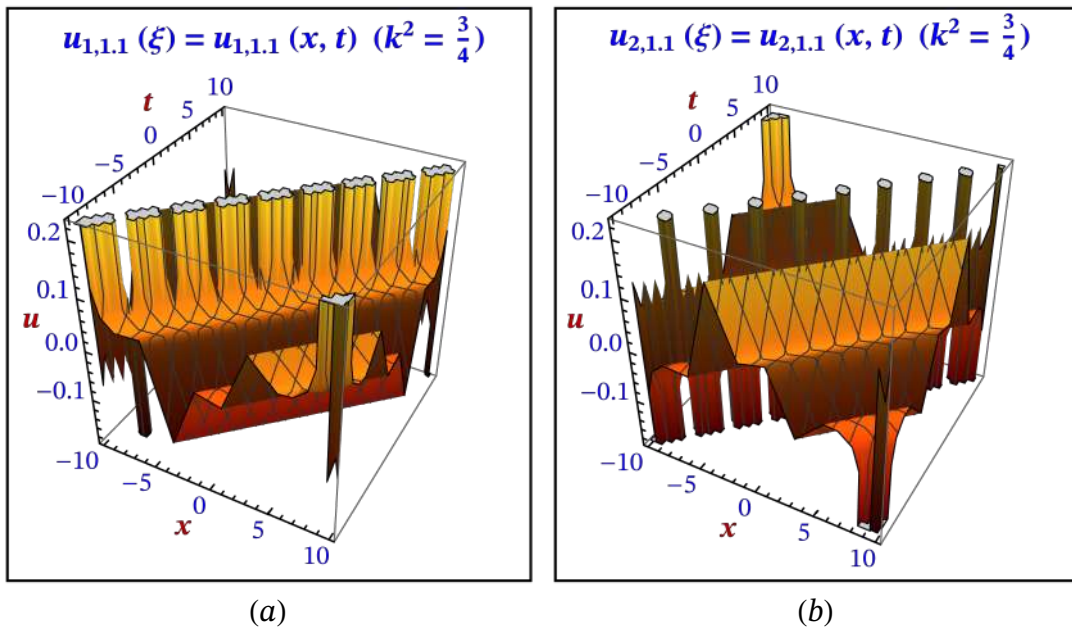 u1,1.1 (ξ) = u1,1.1 (x, t) (k² = 3/4)
10
t
5
0
−5
−10
0.2
0.1
u
0.0
−0.1
−10
−5
0
x
5
10
(a)
u2,1.1 (ξ) = u2,1.1 (x, t) (k² = 3/4)
10
t
5
0
−5
−10
0.2
0.1
u
0.0
−0.1
−10
−5
0
x
5
10
(b)